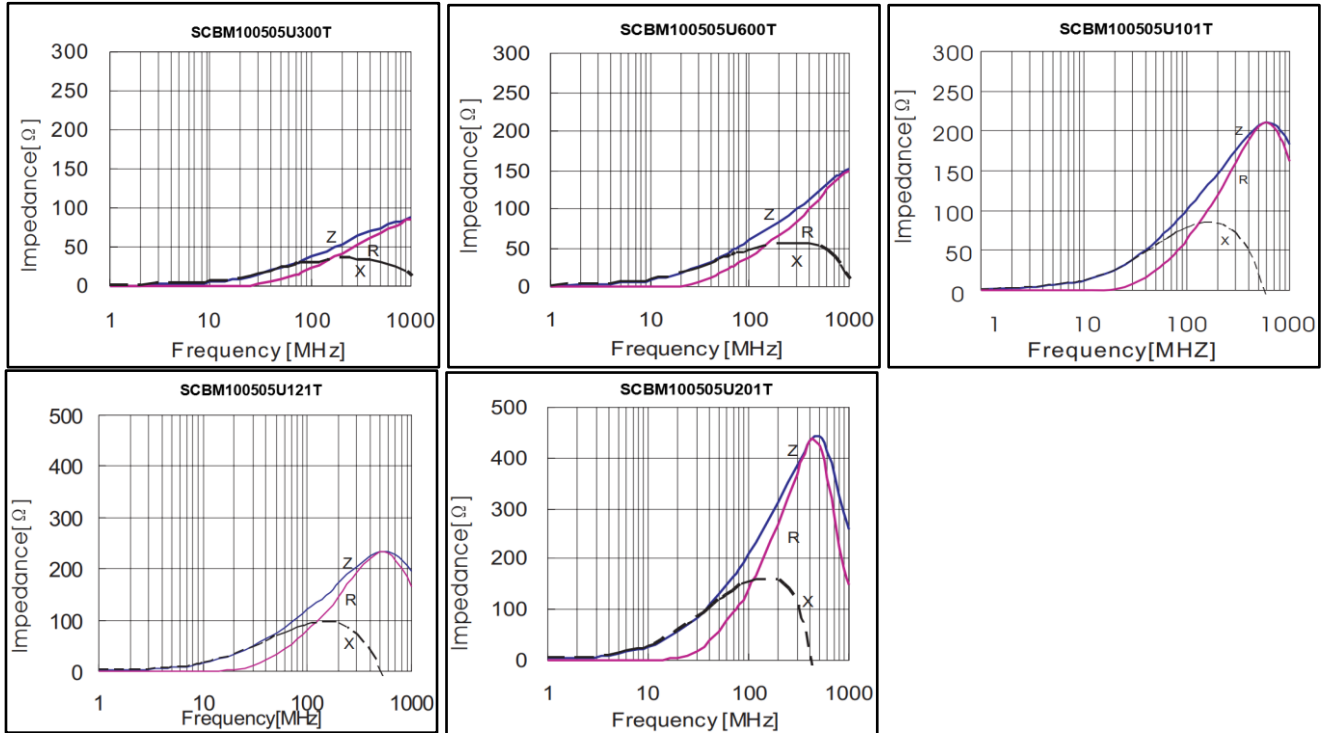 SCBM100505U300T
300
250
200
150
100
50
0
Impedance[Ω]
Z
R
X
1 10 100 1000
Frequency [MHz]
SCBM100505U600T
300
250
200
150
100
50
0
Impedance[Ω]
Z
R
X
1 10 100 1000
Frequency [MHz]
SCBM100505U101T
300
250
200
150
100
50
0
Impedance[Ω]
Z
R
X
1 10 100 1000
Frequency [MHZ]
SCBM100505U121T
500
400
300
200
100
0
Impedance[Ω]
Z
R
X
1 10 100 1000
Frequency[MHz]
SCBM100505U201T
500
400
300
200
100
0
Impedance[Ω]
Z
R
X
1 10 100 1000
Frequency [MHz]